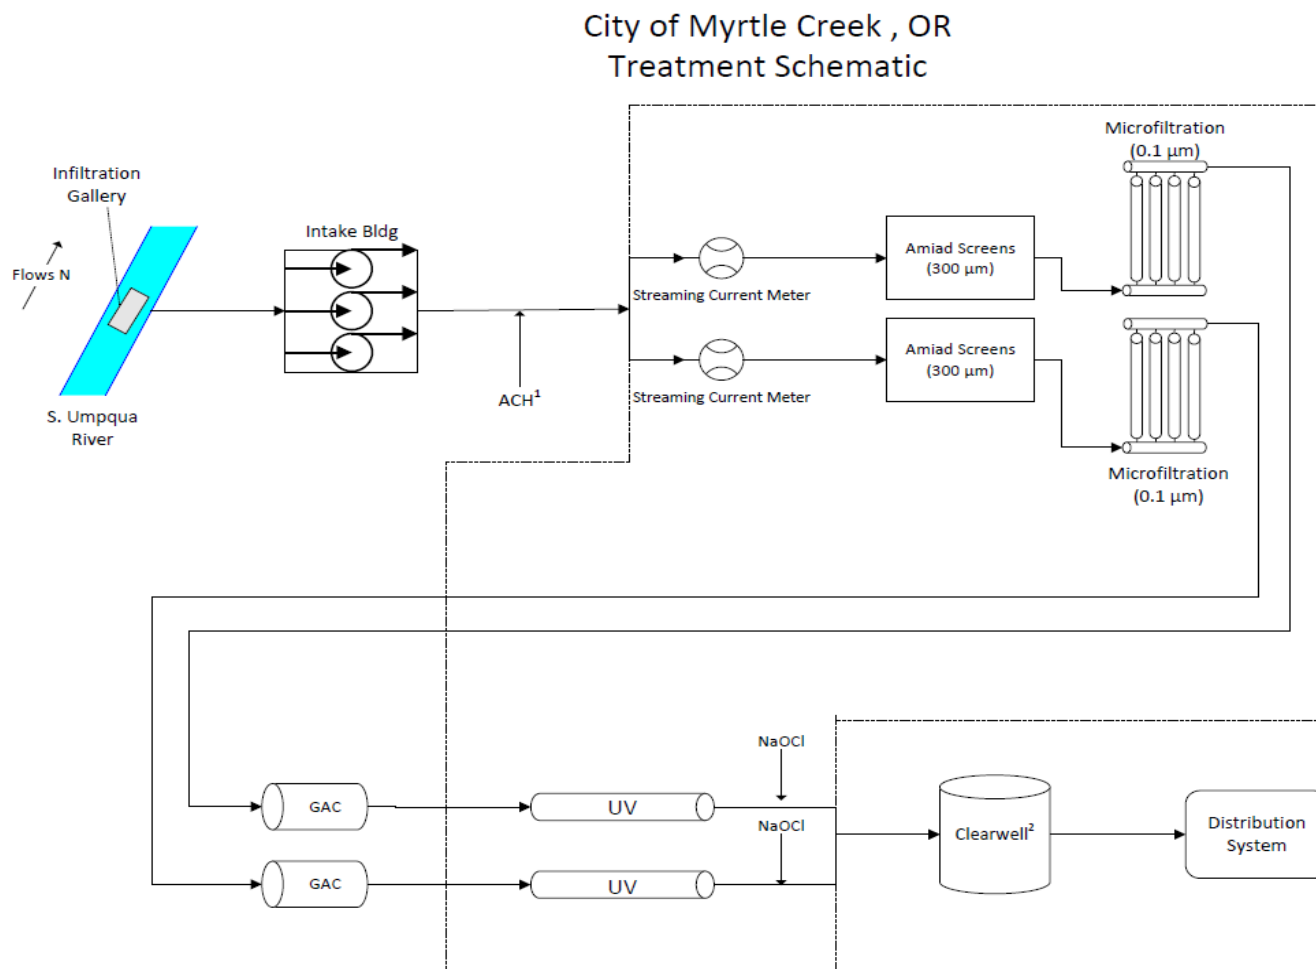 City of Myrtle Creek , OR
Treatment Schematic
Infiltration
Gallery
Flows N
S. Umpqua
River
Intake Bldg
ACH¹
Streaming Current Meter
Amiad Screens
(300 µm)
Microfiltration
(0.1 µm)
Streaming Current Meter
Amiad Screens
(300 µm)
Microfiltration
(0.1 µm)
GAC
UV
NaOCl
GAC
UV
NaOCl
Clearwell²
Distribution
System